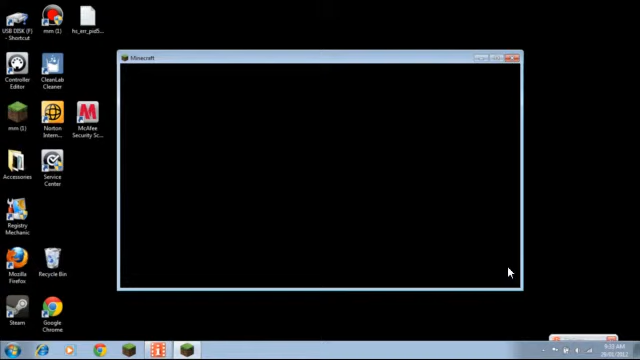 USB DISK (F)
- Shortcut
mm (1)
hs_err_pid5...
Minecraft
Controller
Editor
CleanLab
Cleaner
mm (1)
Norton
Intern...
McAfee
Security Sc...
Accessories
Service
Center
Registry
Mechanic
Mozilla
Firefox
Recycle Bin
Steam
Google
Chrome